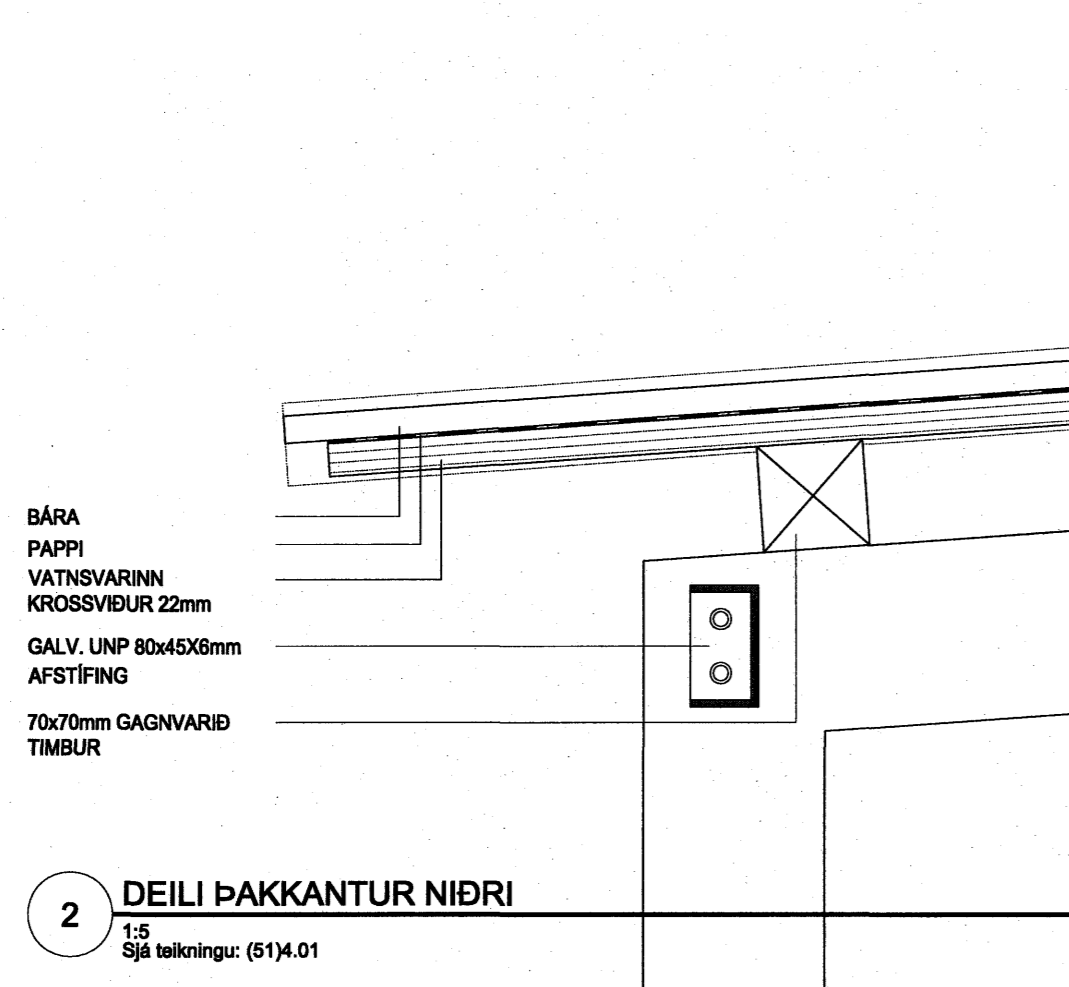 BÁRA
PAPPI
VATNSVARINN
KROSSVIÐUR 22mm
GALV. UNP 80x45X6mm
AFSTÍFING
70x70mm GAGNVARIÐ
TIMBUR
2
DEILI ÞAKKANTUR NIÐRI
1:5
Sjá teikningu: (51)4.01